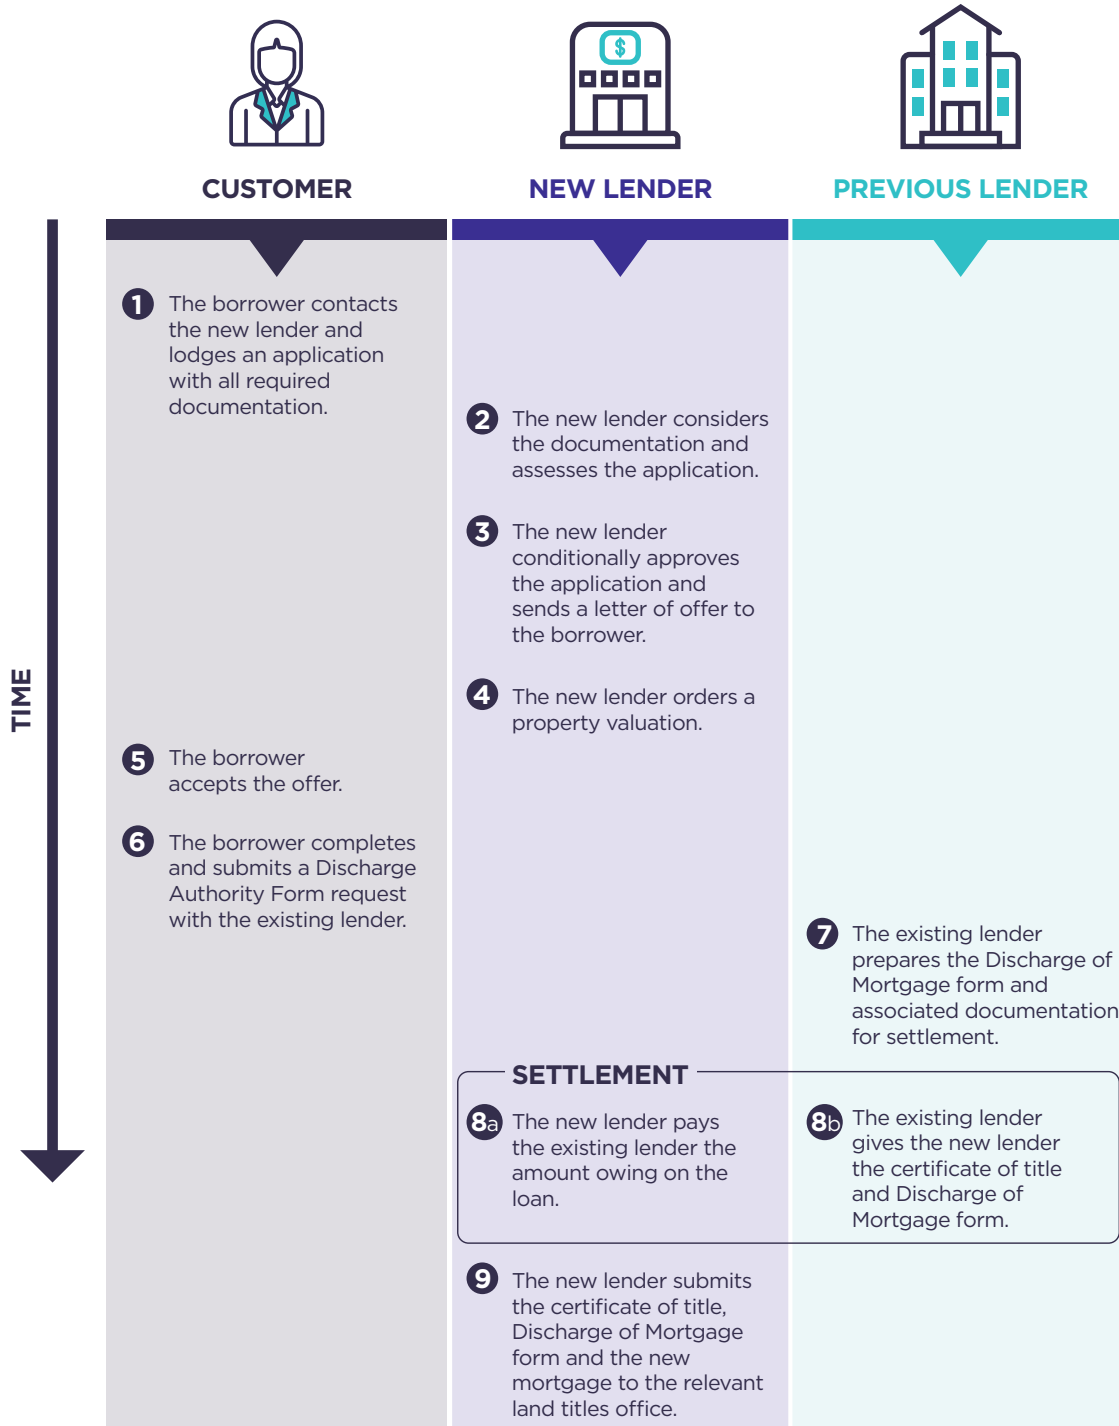 $
CUSTOMER
NEW LENDER
PREVIOUS LENDER
TIME
1 The borrower contacts
the new lender and
lodges an application
with all required
documentation.
2 The new lender considers
the documentation and
assesses the application.
3 The new lender
conditionally approves
the application and
sends a letter of offer to
the borrower.
4 The new lender orders a
property valuation.
5 The borrower
accepts the offer.
6 The borrower completes
and submits a Discharge
Authority Form request
with the existing lender.
7 The existing lender
prepares the Discharge of
Mortgage form and
associated documentation
for settlement.
SETTLEMENT
8a The new lender pays
the existing lender the
amount owing on the
loan.
8b The existing lender
gives the new lender
the certificate of title
and Discharge of
Mortgage form.
9 The new lender submits
the certificate of title,
Discharge of Mortgage
form and the new
mortgage to the relevant
land titles office.